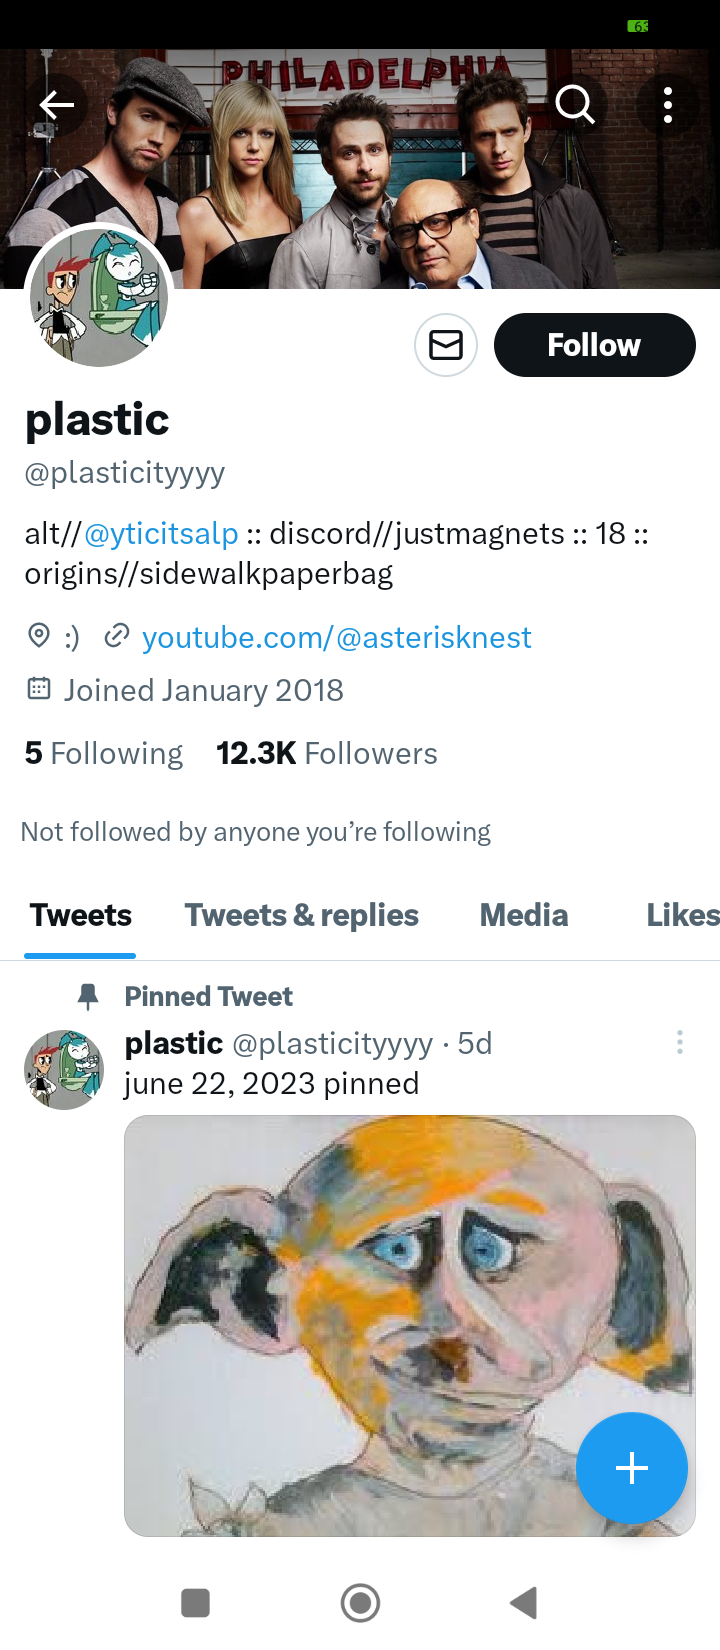 63
PHILADELPHIA
Follow
plastic
@plasticityyyy
alt//@yticitsalp :: discord//justmagnets :: 18 ::
origins//sidewalkpaperbag
:) youtube.com/@asterisknest
Joined January 2018
5 Following 12.3K Followers
Not followed by anyone you’re following
Tweets Tweets & replies Media Likes
Pinned Tweet
plastic @plasticityyyy · 5d
june 22, 2023 pinned